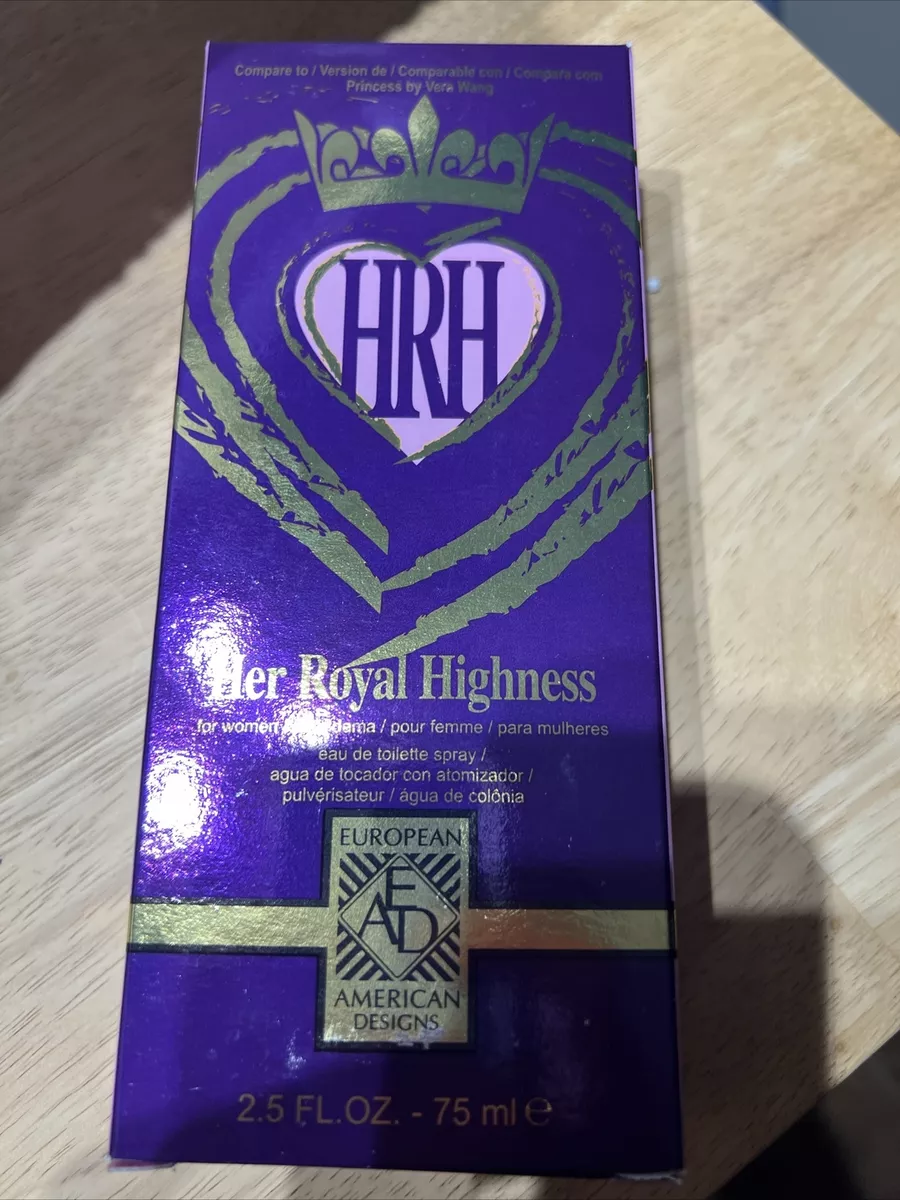 Compare to / Version de / Comparable con / Compara com
Princess by Vera Wang
HRH
Her Royal Highness
for women dama / pour femme / para mulheres
eau de toilette spray /
agua de tocador con atomizador /
pulvérisateur / água de colônia
EUROPEAN
EAD
AMERICAN
DESIGNS
2.5 FL.OZ. - 75 ml ℮